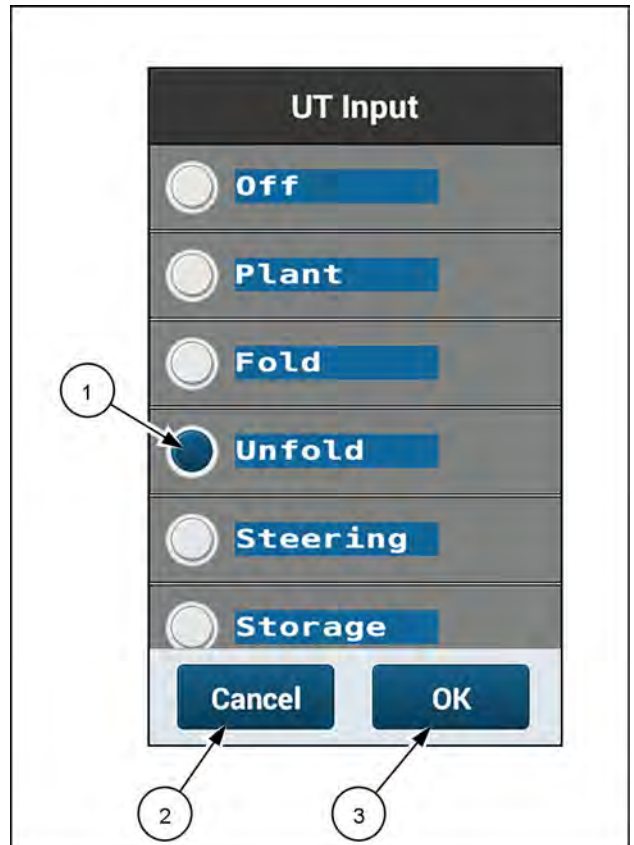 UT Input
Off
Plant
Fold
1
Unfold
Steering
Storage
Cancel OK
2 3